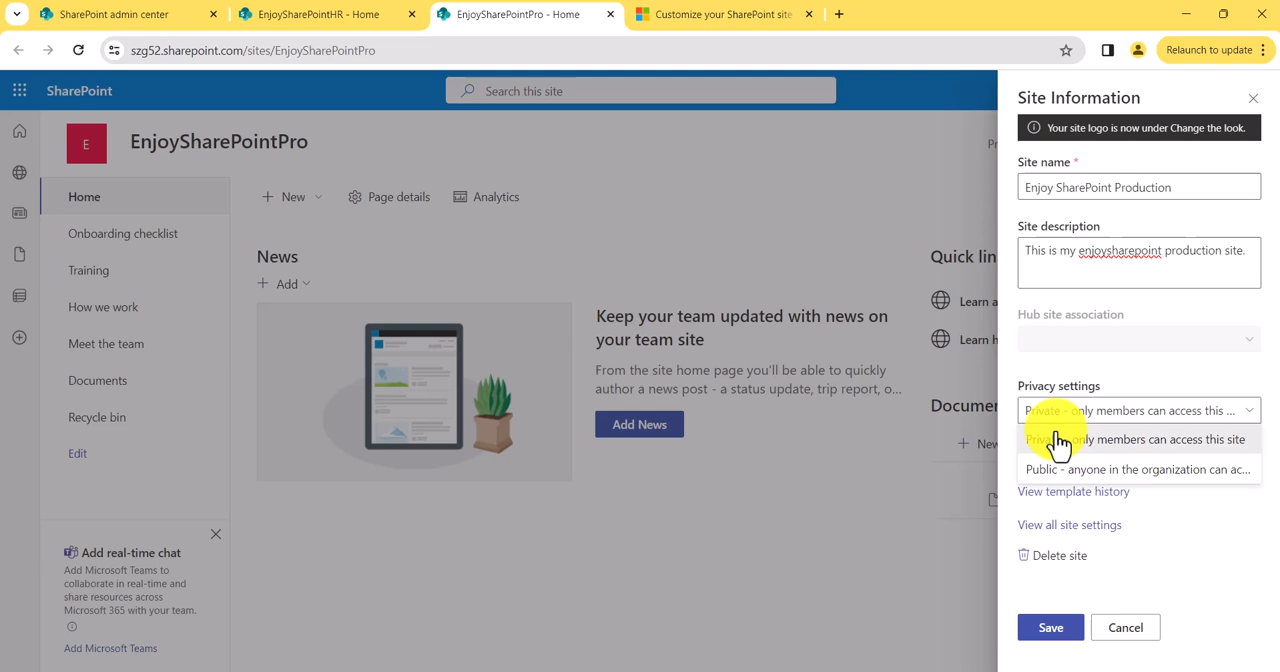 SharePoint admin center
EnjoySharePointHR - Home
EnjoySharePointPro - Home
Customize your SharePoint site
szg52.sharepoint.com/sites/EnjoySharePointPro
Relaunch to update
SharePoint
Search this site
E
EnjoySharePointPro
Pr
Home
Onboarding checklist
Training
How we work
Meet the team
Documents
Recycle bin
Edit
Add real-time chat
Add Microsoft Teams to
collaborate in real-time and
share resources across
Microsoft 365 with your team.
Add Microsoft Teams
New
Page details
Analytics
News
Add
Keep your team updated with news on
your team site
From the site home page you'll be able to quickly
author a news post - a status update, trip report, o...
Add News
Quick lin
Learn a
Learn h
Documen
New
Site Information
Your site logo is now under Change the look.
Site name *
Enjoy SharePoint Production
Site description
This is my enjoysharepoint production site.
Hub site association
Privacy settings
Private - only members can access this ...
Private - only members can access this site
Public - anyone in the organization can ac...
View template history
View all site settings
Delete site
Save
Cancel